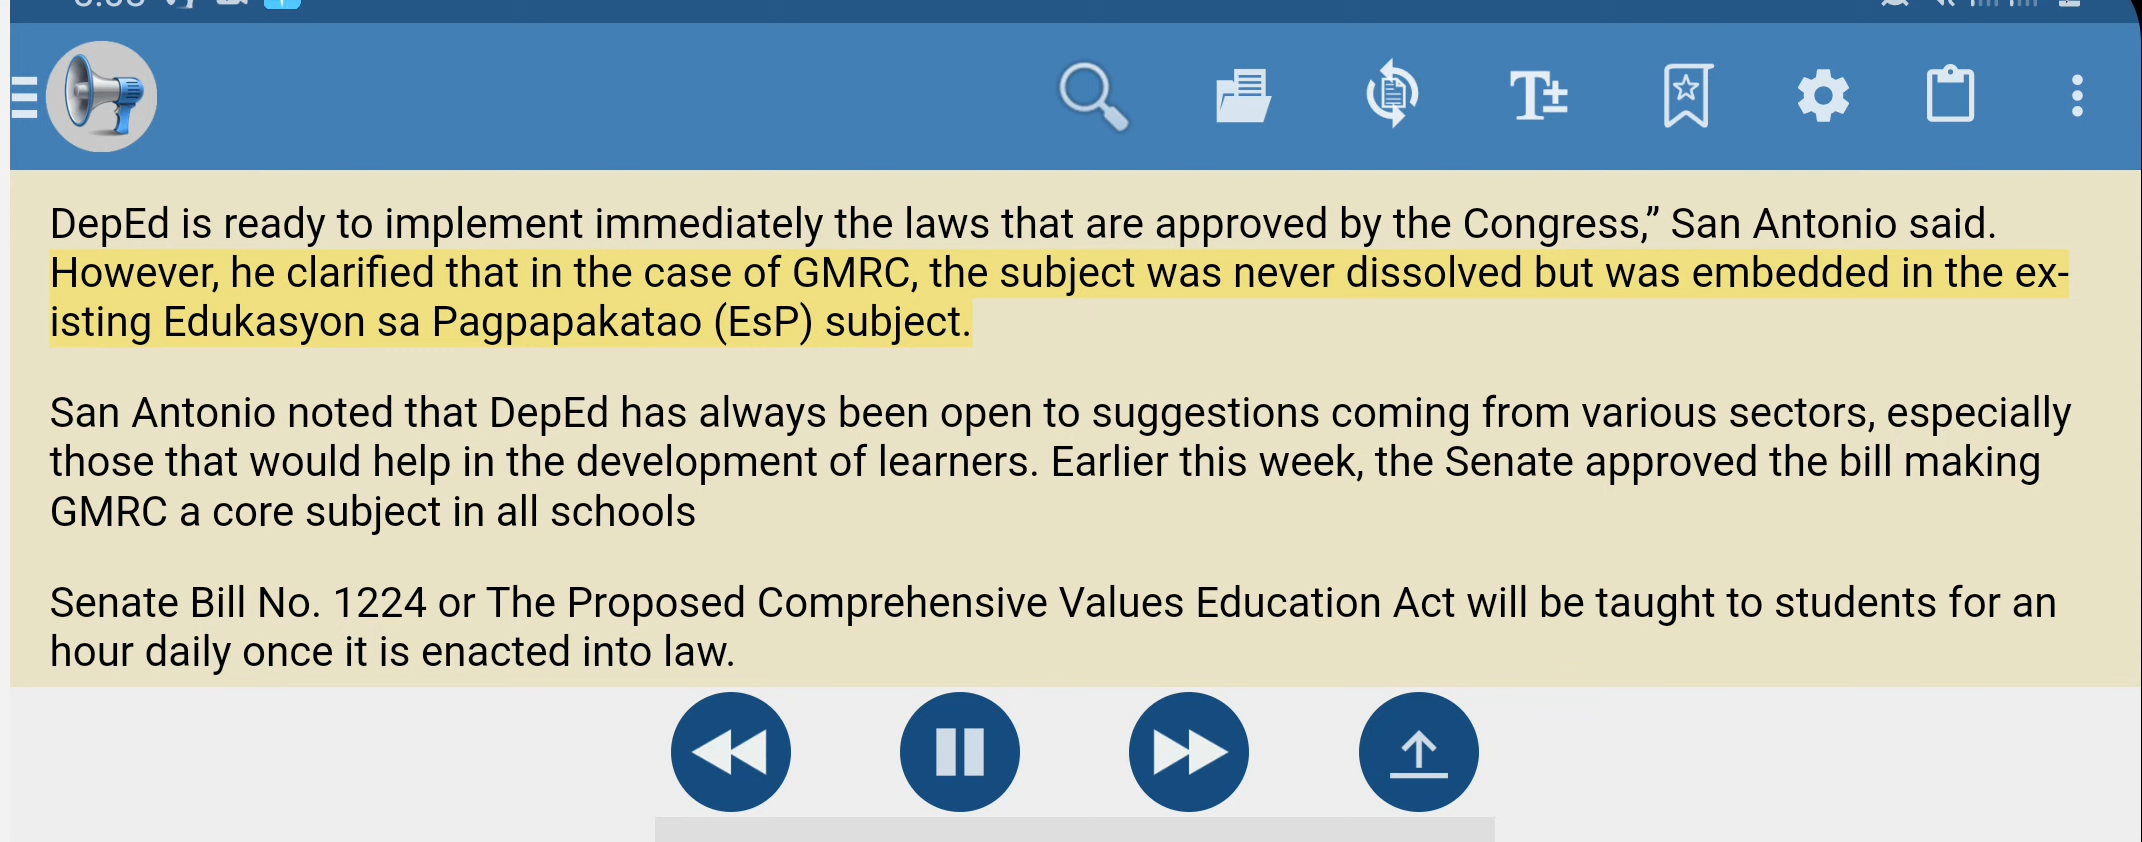 DepEd is ready to implement immediately the laws that are approved by the Congress,” San Antonio said.
However, he clarified that in the case of GMRC, the subject was never dissolved but was embedded in the ex-
isting Edukasyon sa Pagpapakatao (EsP) subject.
San Antonio noted that DepEd has always been open to suggestions coming from various sectors, especially
those that would help in the development of learners. Earlier this week, the Senate approved the bill making
GMRC a core subject in all schools
Senate Bill No. 1224 or The Proposed Comprehensive Values Education Act will be taught to students for an
hour daily once it is enacted into law.